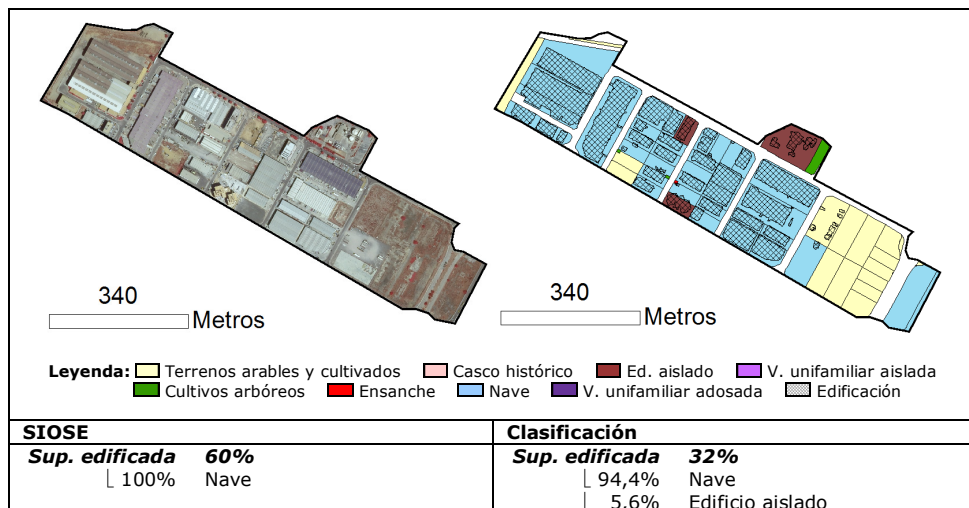 340
Metros
340
Metros
Leyenda: Terrenos arables y cultivados Casco histórico Ed. aislado V. unifamiliar aislada
Cultivos arbóreos Ensanche Nave V. unifamiliar adosada Edificación
SIOSE
Sup. edificada 60%
100% Nave
Clasificación
Sup. edificada 32%
94,4% Nave
5,6% Edificio aislado